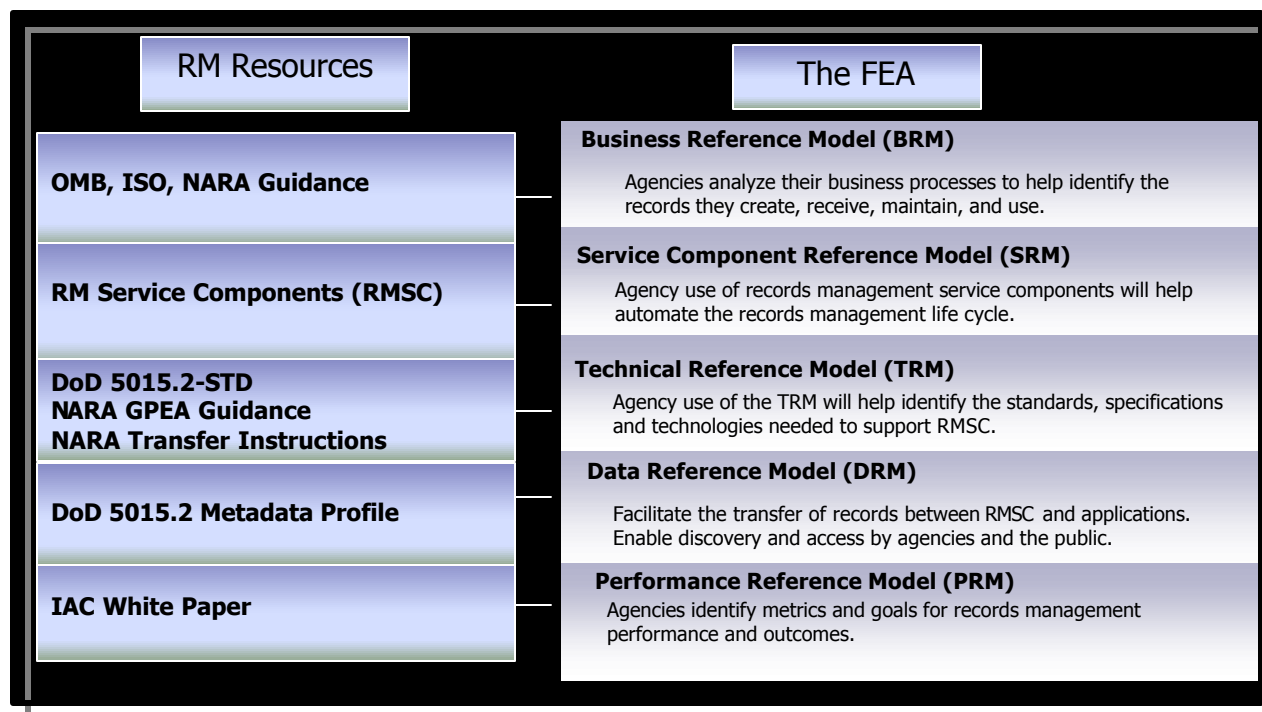 RM Resources
The FEA
OMB, ISO, NARA Guidance
Business Reference Model (BRM)
Agencies analyze their business processes to help identify the
records they create, receive, maintain, and use.
RM Service Components (RMSC)
Service Component Reference Model (SRM)
Agency use of records management service components will help
automate the records management life cycle.
DoD 5015.2-STD
NARA GPEA Guidance
NARA Transfer Instructions
Technical Reference Model (TRM)
Agency use of the TRM will help identify the standards, specifications
and technologies needed to support RMSC.
DoD 5015.2 Metadata Profile
Data Reference Model (DRM)
Facilitate the transfer of records between RMSC and applications.
Enable discovery and access by agencies and the public.
IAC White Paper
Performance Reference Model (PRM)
Agencies identify metrics and goals for records management
performance and outcomes.